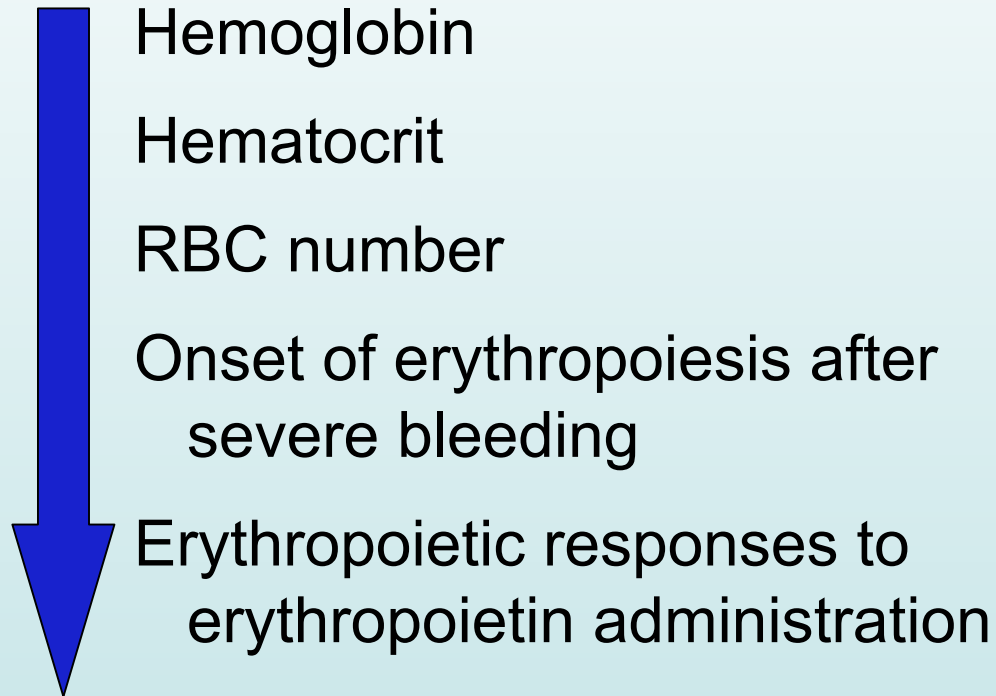 Hemoglobin
Hematocrit
RBC number
Onset of erythropoiesis after
severe bleeding
Erythropoietic responses to
erythropoietin administration